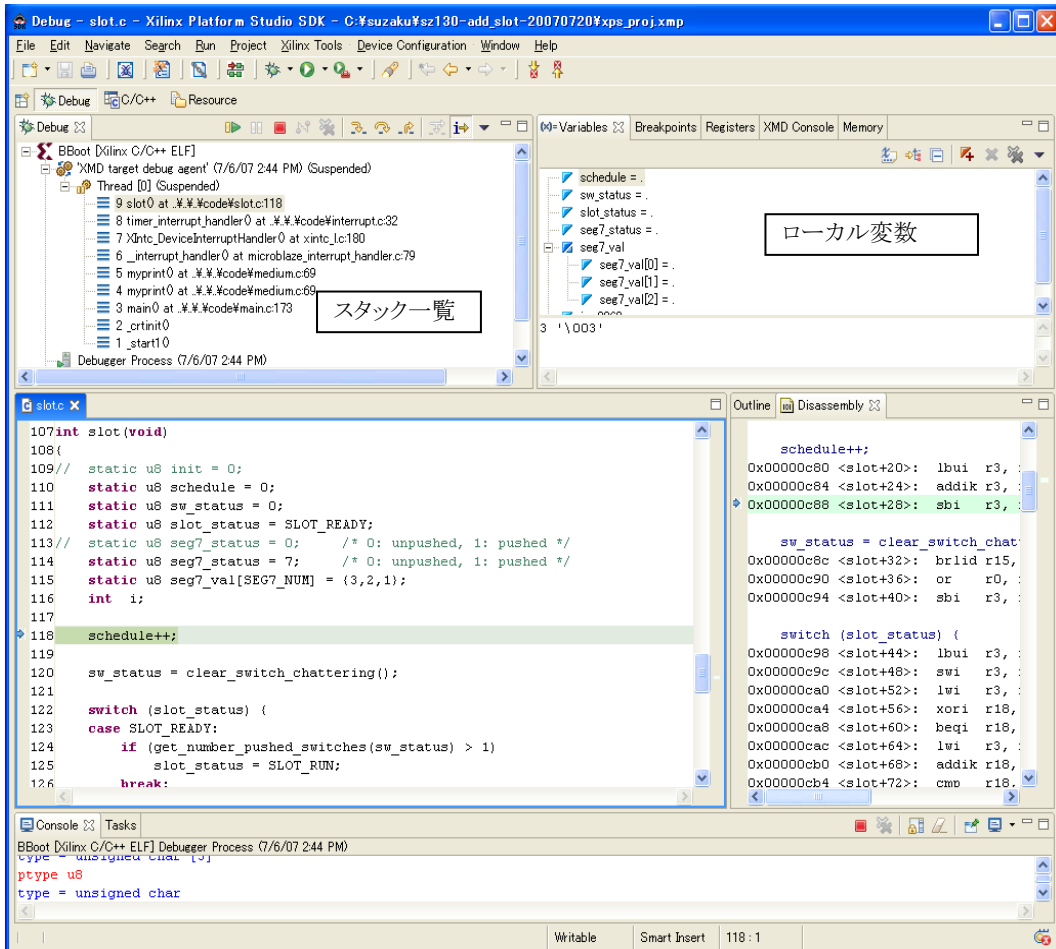 Debug - slot.c - Xilinx Platform Studio SDK - C:¥suzaku¥sz130-add_slot-20070720¥xps_proj.xmp
File Edit Navigate Search Run Project Xilinx Tools Device Configuration Window Help
Debug C/C++ Resource
Debug
BBoot [Xilinx C/C++ ELF]
'XMD target debug agent' (7/6/07 2:44 PM) (Suspended)
Thread [0] (Suspended)
9 slot() at ..¥..¥..¥code¥slot.c:118
8 timer_interrupt_handler() at ..¥..¥..¥code¥interrupt.c:32
7 XIntc_DeviceInterruptHandler() at xintc_l.c:180
6 _interrupt_handler() at microblaze_interrupt_handler.c:79
5 myprint() at ..¥..¥..¥code¥medium.c:69
4 myprint() at ..¥..¥..¥code¥medium.c:69
3 main() at ..¥..¥..¥code¥main.c:173
2 _crtinit()
1 _start1()
Debugger Process (7/6/07 2:44 PM)
スタック一覧
(x)= Variables Breakpoints Registers XMD Console Memory
schedule = .
sw_status = .
slot_status = .
seg7_status = .
seg7_val
seg7_val[0] = .
seg7_val[1] = .
seg7_val[2] = .
ローカル変数
3 '\003'
slot.c
107int slot(void)
108{
109// static u8 init = 0;
110 static u8 schedule = 0;
111 static u8 sw_status = 0;
112 static u8 slot_status = SLOT_READY;
113// static u8 seg7_status = 0; /* 0: unpushed, 1: pushed */
114 static u8 seg7_status = 7; /* 0: unpushed, 1: pushed */
115 static u8 seg7_val[SEG7_NUM] = {3,2,1};
116 int i;
117
118 schedule++;
119
120 sw_status = clear_switch_chattering();
121
122 switch (slot_status) {
123 case SLOT_READY:
124 if (get_number_pushed_switches(sw_status) > 1)
125 slot_status = SLOT_RUN;
126 break;
Outline Disassembly
schedule++;
0x00000c80 <slot+20>: lbui r3,
0x00000c84 <slot+24>: addik r3,
0x00000c88 <slot+28>: sbi r3,
sw_status = clear_switch_chat
0x00000c8c <slot+32>: brlid r15,
0x00000c90 <slot+36>: or r0,
0x00000c94 <slot+40>: sbi r3,
switch (slot_status) {
0x00000c98 <slot+44>: lbui r3,
0x00000c9c <slot+48>: swi r3,
0x00000ca0 <slot+52>: lwi r3,
0x00000ca4 <slot+56>: xori r18,
0x00000ca8 <slot+60>: beqi r18,
0x00000cac <slot+64>: lwi r3,
0x00000cb0 <slot+68>: addik r18,
0x00000cb4 <slot+72>: cmp r18,
Console Tasks
BBoot [Xilinx C/C++ ELF] Debugger Process (7/6/07 2:44 PM)
type = unsigned char [3]
ptype u8
type = unsigned char
Writable Smart Insert 118 : 1